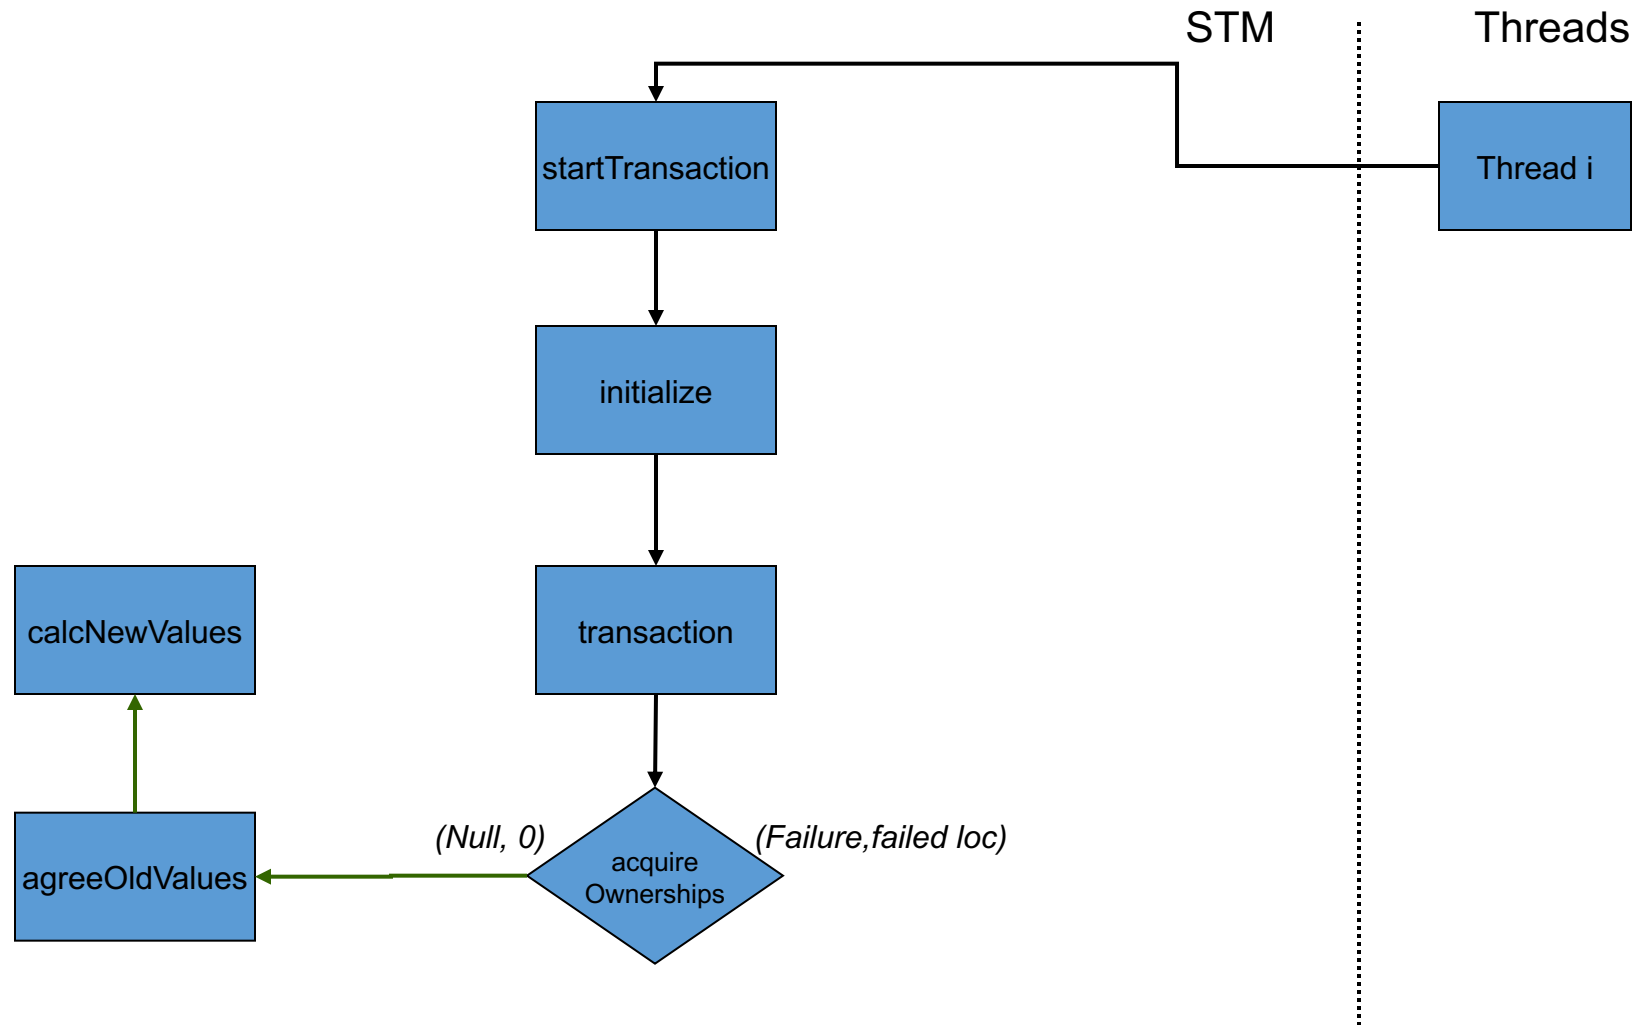 STM
Threads
startTransaction
Thread i
initialize
calcNewValues
transaction
(Null, 0)
(Failure,failed loc)
acquire
Ownerships
agreeOldValues